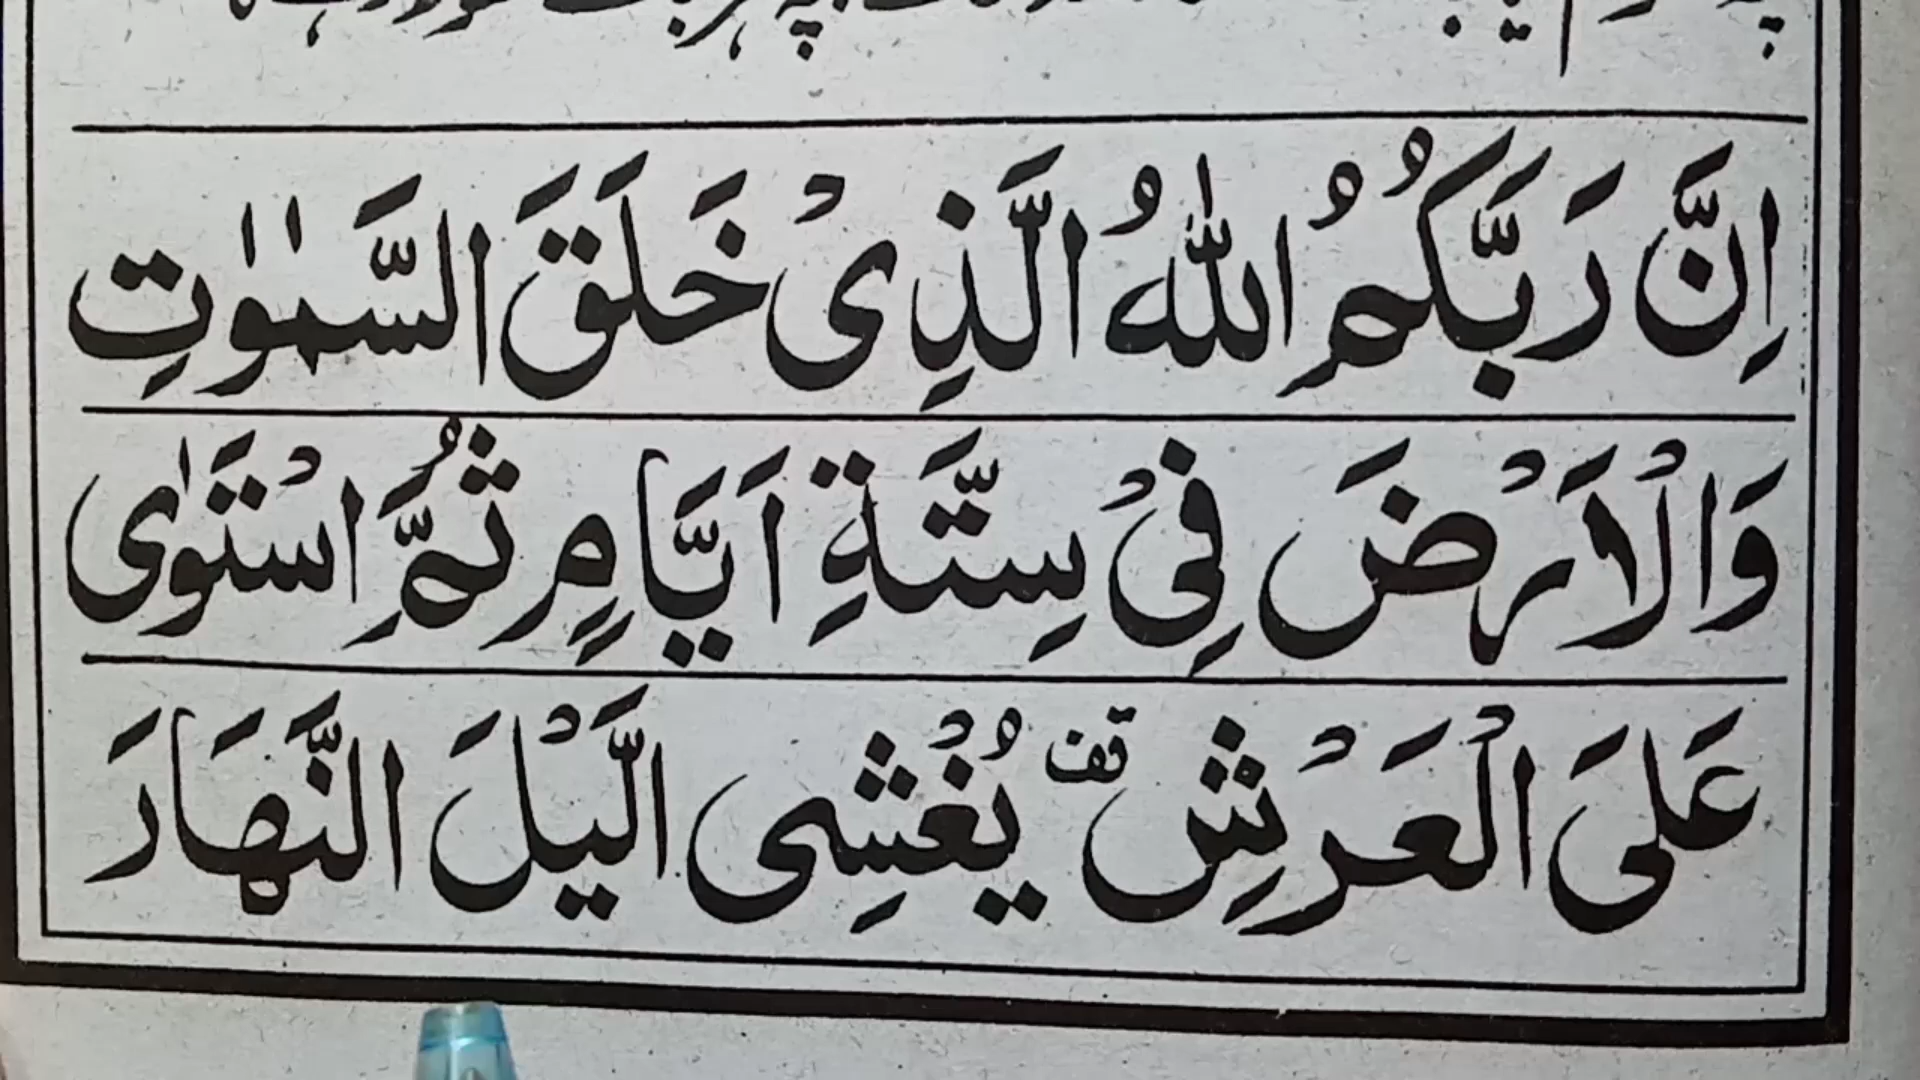 اِنَّ رَبَّكُمُ اللّٰهُ الَّذِیْ خَلَقَ السَّمٰوٰتِ
وَالْاَرْضَ فِیْ سِتَّةِ اَیَّامٍ ثُمَّ اسْتَوٰی
عَلَی الْعَرْشِ قف یُغْشِی الَّیْلَ النَّهَارَ